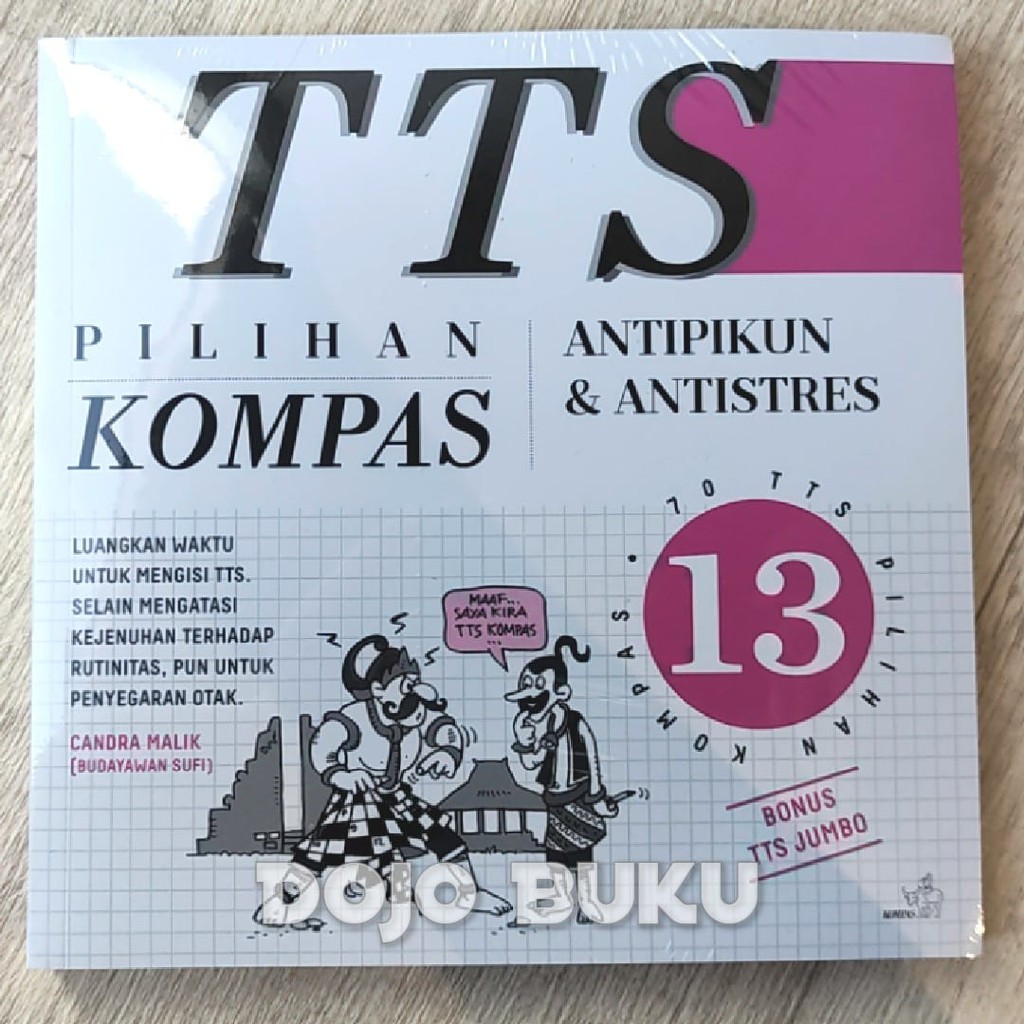 TTS
PILIHAN
KOMPAS
ANTIPIKUN
& ANTISTRES
LUANGKAN WAKTU
UNTUK MENGISI TTS.
SELAIN MENGATASI
KEJENUHAN TERHADAP
RUTINITAS, PUN UNTUK
PENYEGARAN OTAK.
CANDRA MALIK
(BUDAYAWAN SUFI)
MAAF...
SAYA KIRA
TTS KOMPAS
...
70 TTS PILIHAN KOMPAS •
13
BONUS
TTS JUMBO
DOJO BUKU